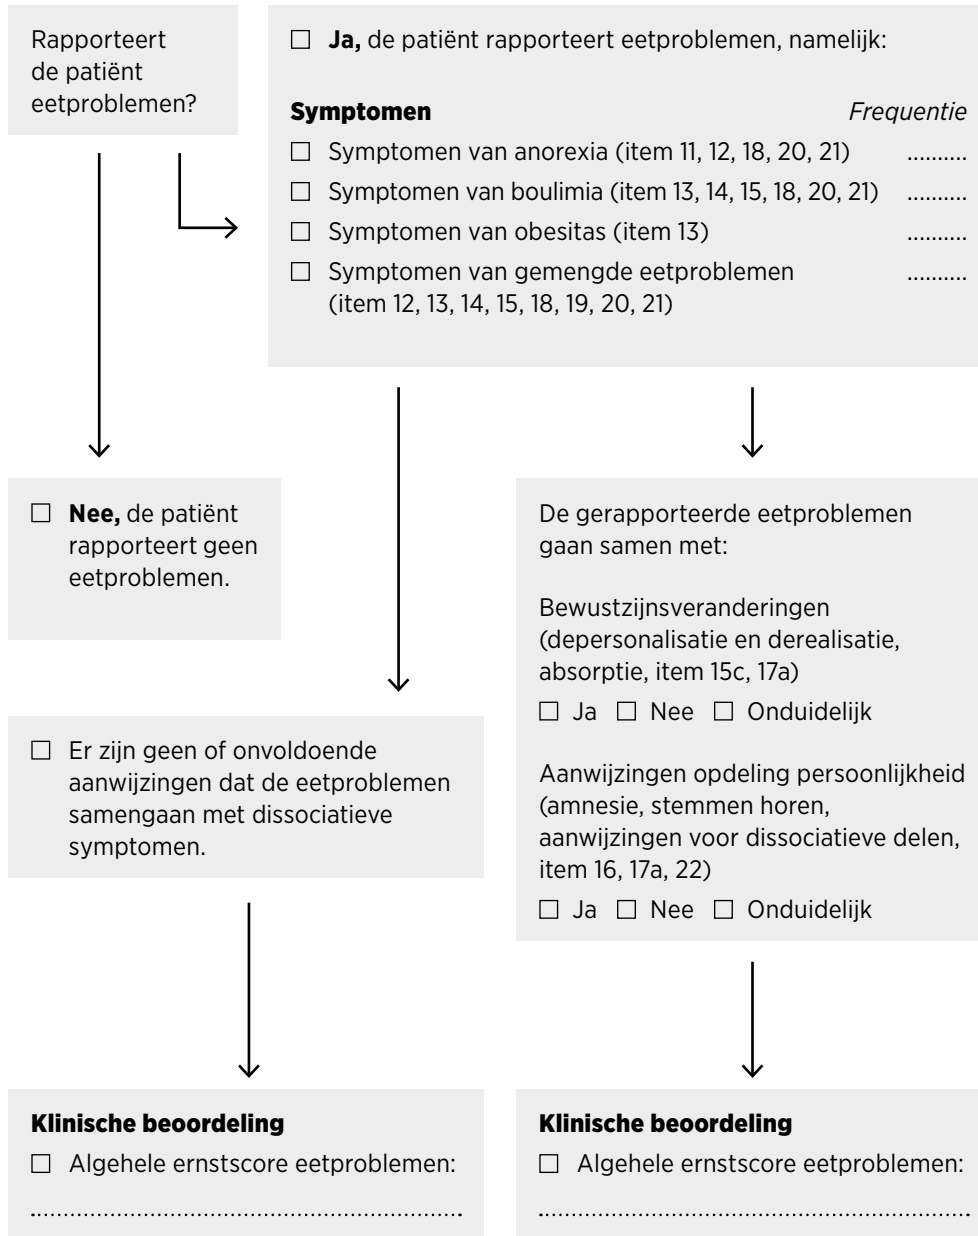 Rapporteert
de patiënt
eetproblemen?
☐ Ja, de patiënt rapporteert eetproblemen, namelijk:
Symptomen Frequentie
☐ Symptomen van anorexia (item 11, 12, 18, 20, 21) ..........
☐ Symptomen van boulimia (item 13, 14, 15, 18, 20, 21) ..........
☐ Symptomen van obesitas (item 13) ..........
☐ Symptomen van gemengde eetproblemen ..........
(item 12, 13, 14, 15, 18, 19, 20, 21)
☐ Nee, de patiënt
rapporteert geen
eetproblemen.
☐ Er zijn geen of onvoldoende
aanwijzingen dat de eetproblemen
samengaan met dissociatieve
symptomen.
De gerapporteerde eetproblemen
gaan samen met:
Bewustzijnsveranderingen
(depersonalisatie en derealisatie,
absorptie, item 15c, 17a)
☐ Ja ☐ Nee ☐ Onduidelijk
Aanwijzingen opdeling persoonlijkheid
(amnesie, stemmen horen,
aanwijzingen voor dissociatieve delen,
item 16, 17a, 22)
☐ Ja ☐ Nee ☐ Onduidelijk
Klinische beoordeling
☐ Algehele ernstscore eetproblemen:
..................................................................
Klinische beoordeling
☐ Algehele ernstscore eetproblemen:
..................................................................